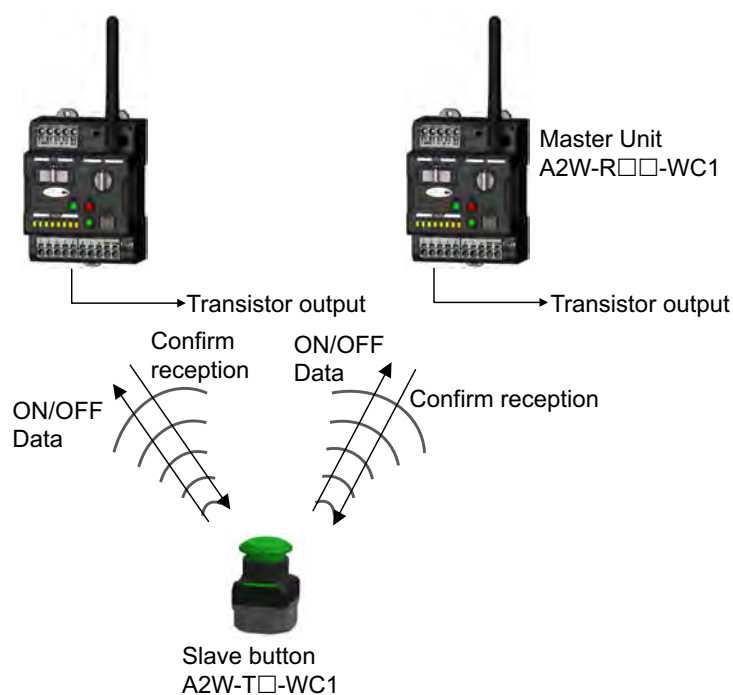 Master Unit
A2W-R□□-WC1
Transistor output
Transistor output
Confirm
reception
ON/OFF
Data
ON/OFF
Data
Confirm reception
Slave button
A2W-T□-WC1